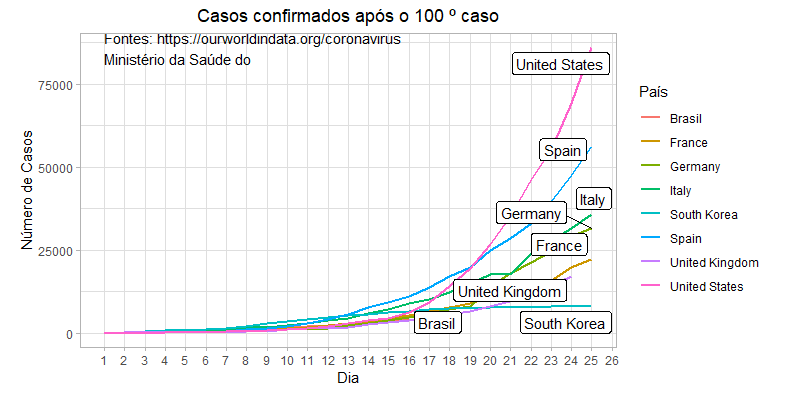 Casos confirmados após o 100 º caso
Fontes: https://ourworldindata.org/coronavirus
Ministério da Saúde do
Número de Casos
75000
50000
25000
0
United States
Spain
Italy
Germany
France
United Kingdom
Brasil
South Korea
1 2 3 4 5 6 7 8 9 10 11 12 13 14 15 16 17 18 19 20 21 22 23 24 25 26
Dia
País
Brasil
France
Germany
Italy
South Korea
Spain
United Kingdom
United States